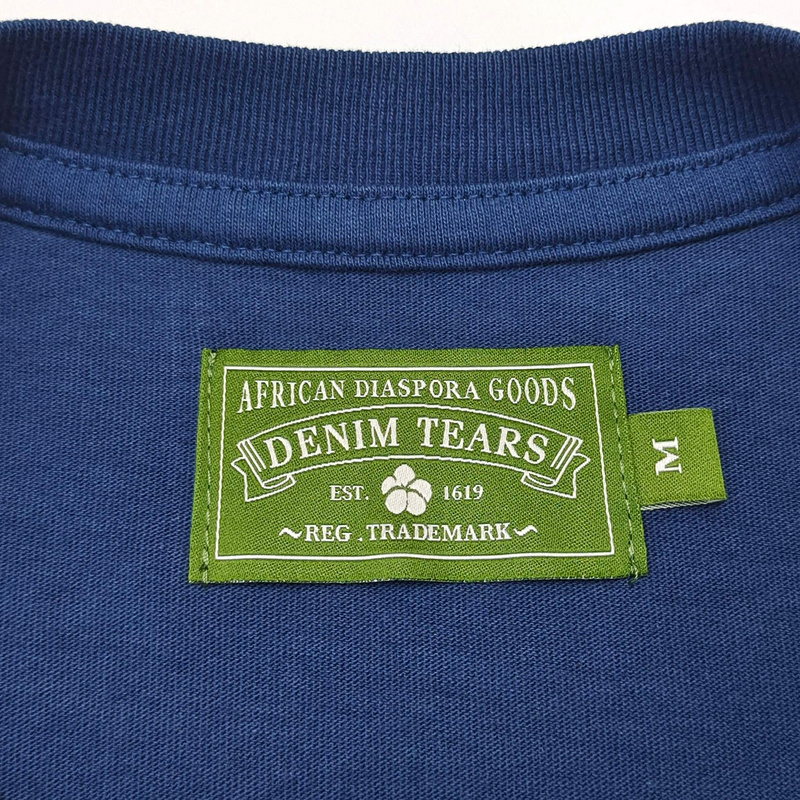 AFRICAN DIASPORA GOODS
DENIM TEARS
EST. 1619
~REG . TRADEMARK~
M